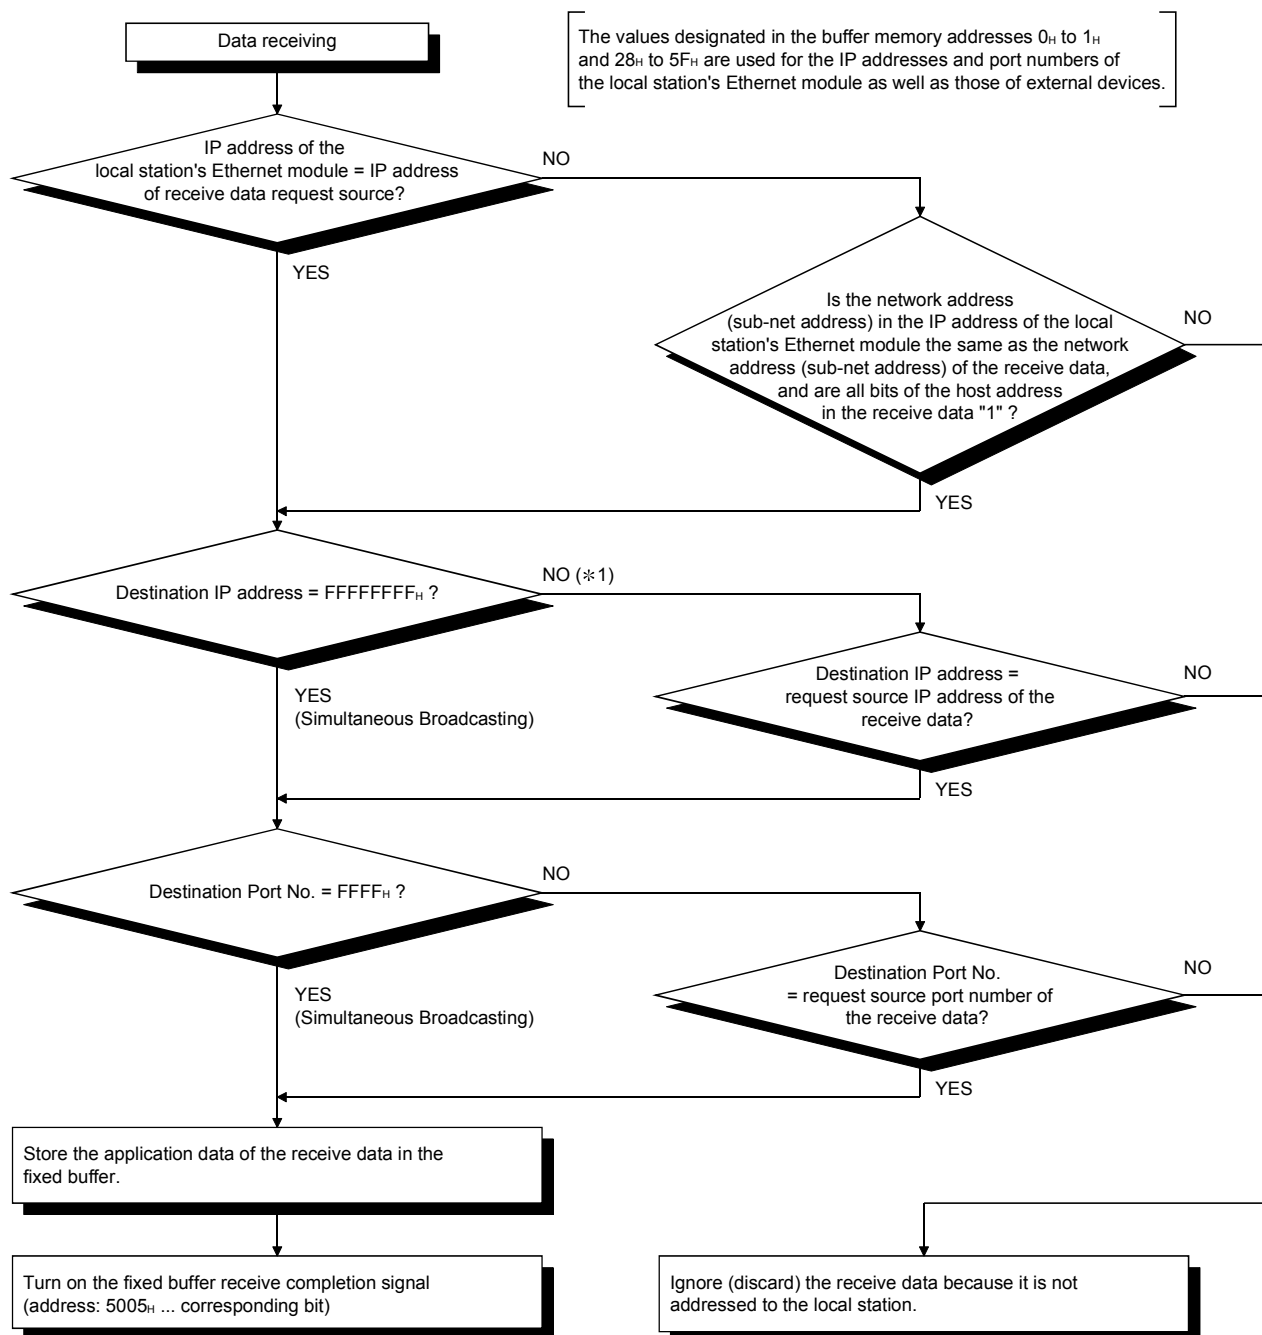 Data receiving
The values designated in the buffer memory addresses 0H to 1H
and 28H to 5FH are used for the IP addresses and port numbers of
the local station's Ethernet module as well as those of external devices.
IP address of the
local station's Ethernet module = IP address
of receive data request source?
NO
YES
Is the network address
(sub-net address) in the IP address of the local
station's Ethernet module the same as the network
address (sub-net address) of the receive data,
and are all bits of the host address
in the receive data "1" ?
NO
YES
Destination IP address = FFFFFFFFH ?
NO (*1)
YES
(Simultaneous Broadcasting)
Destination IP address =
request source IP address of the
receive data?
NO
YES
Destination Port No. = FFFFH ?
NO
YES
(Simultaneous Broadcasting)
Destination Port No.
= request source port number of
the receive data?
NO
YES
Store the application data of the receive data in the
fixed buffer.
Turn on the fixed buffer receive completion signal
(address: 5005H ... corresponding bit)
Ignore (discard) the receive data because it is not
addressed to the local station.